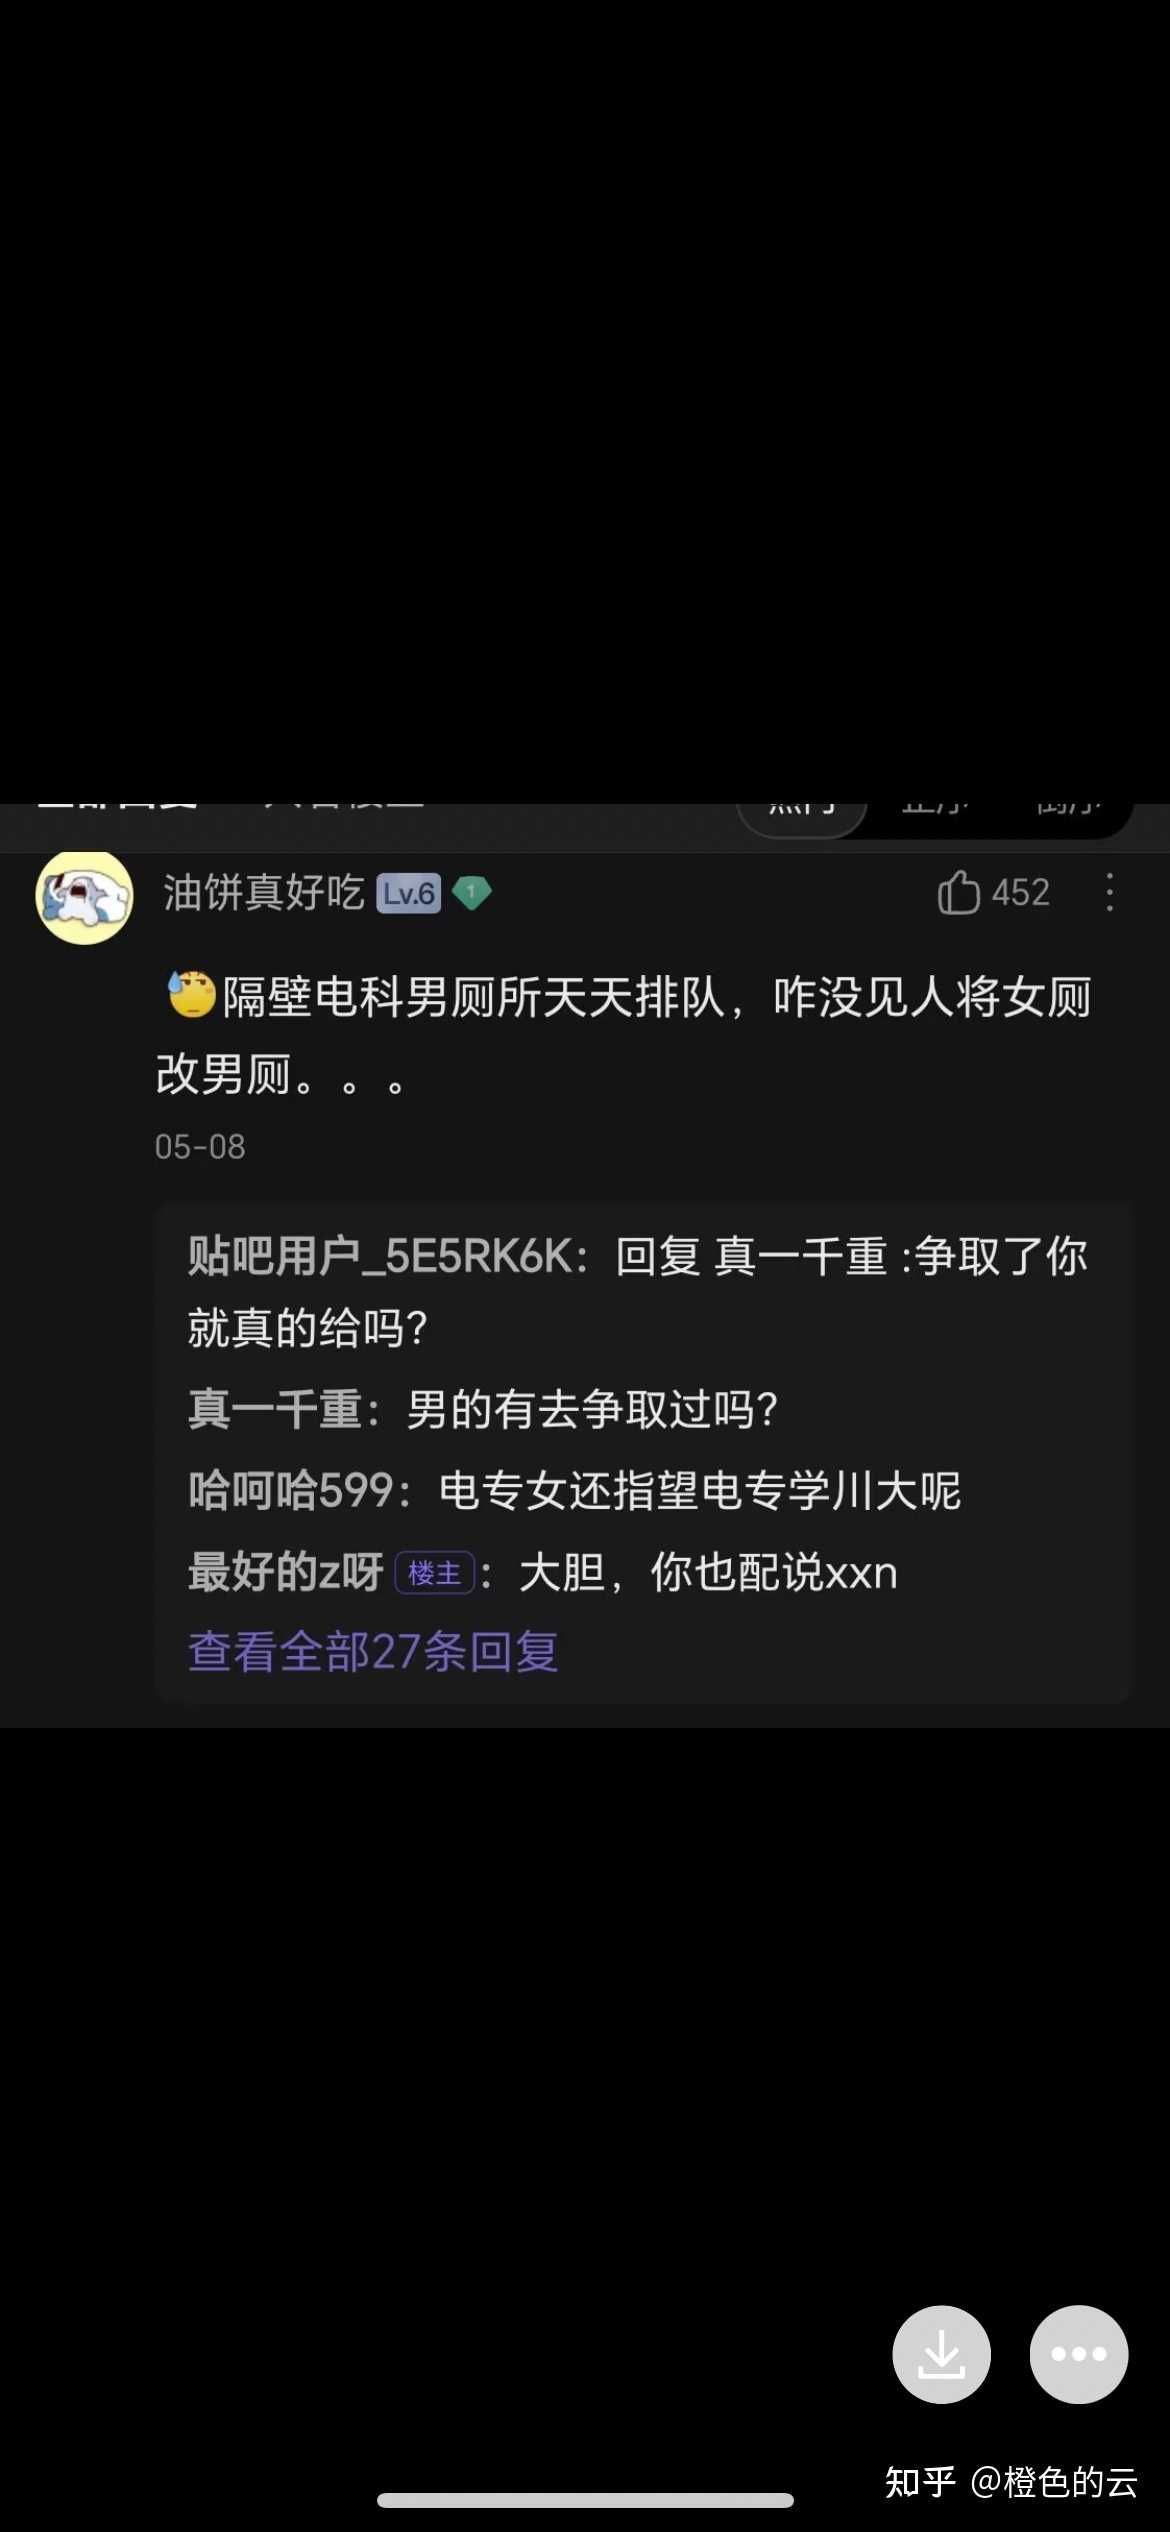 热门 正序 倒序
油饼真好吃 Lv.6 1 452
隔壁电科男厕所天天排队，咋没见人将女厕
改男厕。。。
05-08
贴吧用户_5E5RK6K：回复 真一千重 :争取了你
就真的给吗？
真一千重：男的有去争取过吗？
哈呵哈599：电专女还指望电专学川大呢
最好的z呀 楼主：大胆，你也配说xxn
查看全部27条回复
知乎 @橙色的云